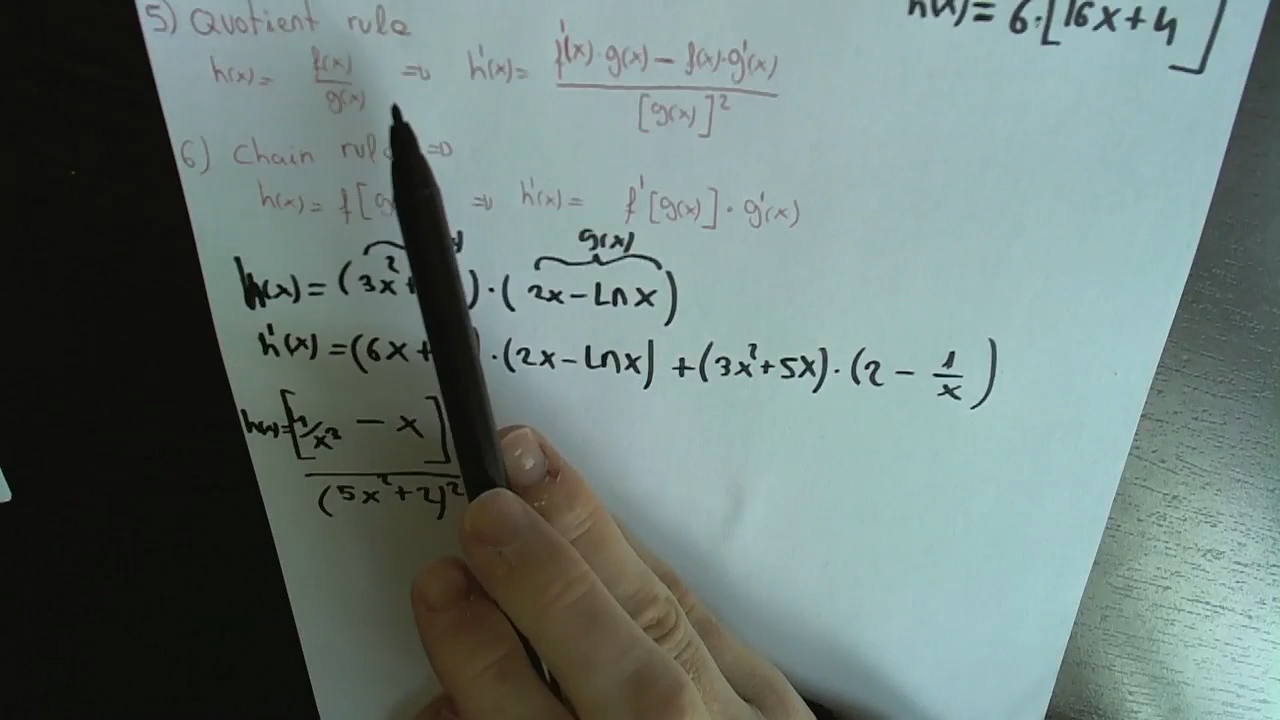 5) Quotient rule
h(x) = f(x)/g(x) => h'(x) = f'(x)·g(x) − f(x)·g'(x) / [g(x)]²
= 6·[16x+4]
6) Chain =>
h(x) = f[g => h'(x) = f'[g(x)]·g'(x)
g(x)
h(x) = (3x² )·(2x − Ln x)
h'(x) = (6x+ ·(2x − Ln x) + (3x²+5x)·(2 − 1/x)
h(x) = [1/x² − x] / (5x²+2)²